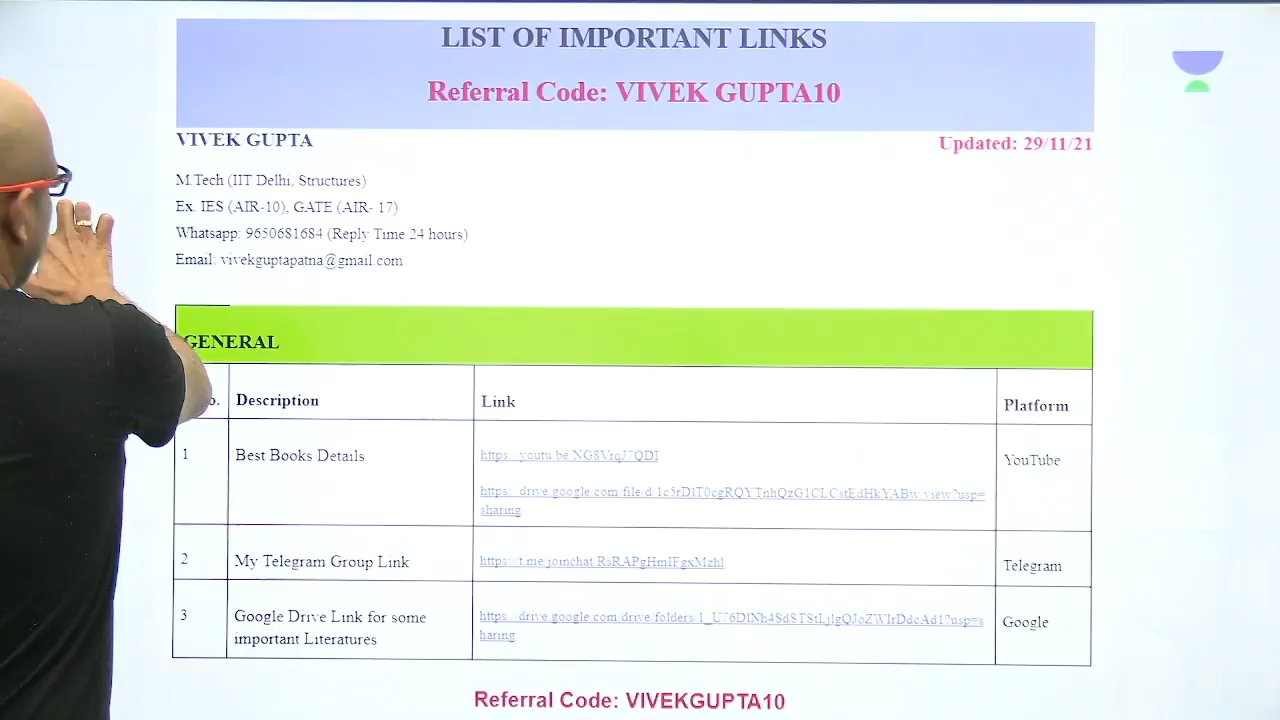 LIST OF IMPORTANT LINKS
Referral Code: VIVEK GUPTA10
VIVEK GUPTA
Updated: 29/11/21
M.Tech (IIT Delhi, Structures)
Ex. IES (AIR-10), GATE (AIR- 17)
Whatsapp: 9650681684 (Reply Time 24 hours)
Email: vivekguptapatna@gmail.com
GENERAL
Description Link Platform
1 Best Books Details YouTube
sharing
2 My Telegram Group Link Telegram
3 Google Drive Link for some Google
important Literatures
haring
Referral Code: VIVEKGUPTA10